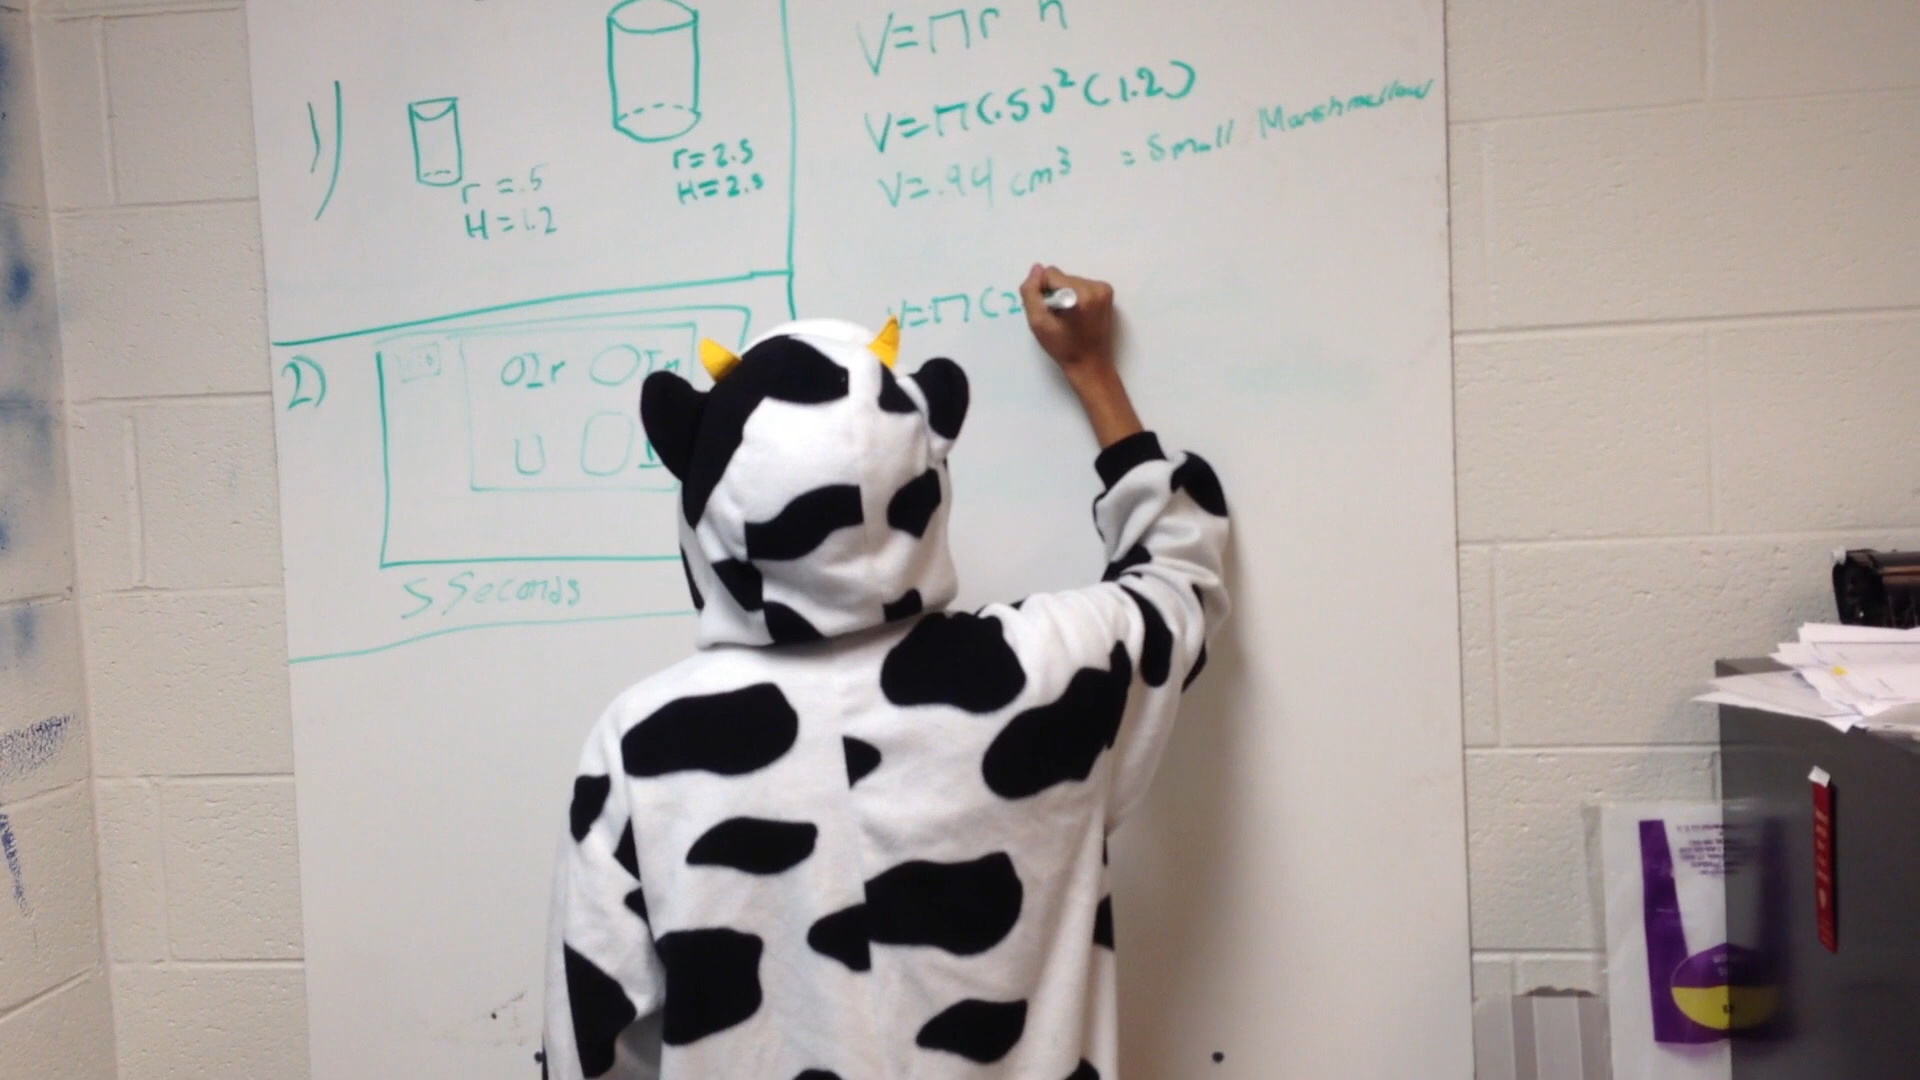 1)
r=.5
H=1.2
r=2.5
H=2.5
2)
5 Seconds
V=πr h
V=π(.5)²(1.2)
V=.94 cm³ = Small Marshmallow
V=π(2